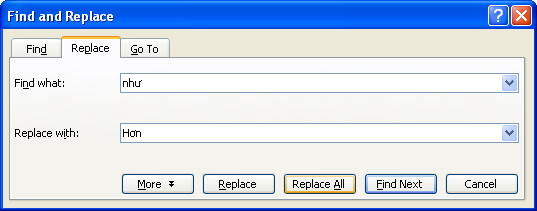 Find and Replace
Find Replace Go To
Find what: như
Replace with: Hơn
More Replace Replace All Find Next Cancel